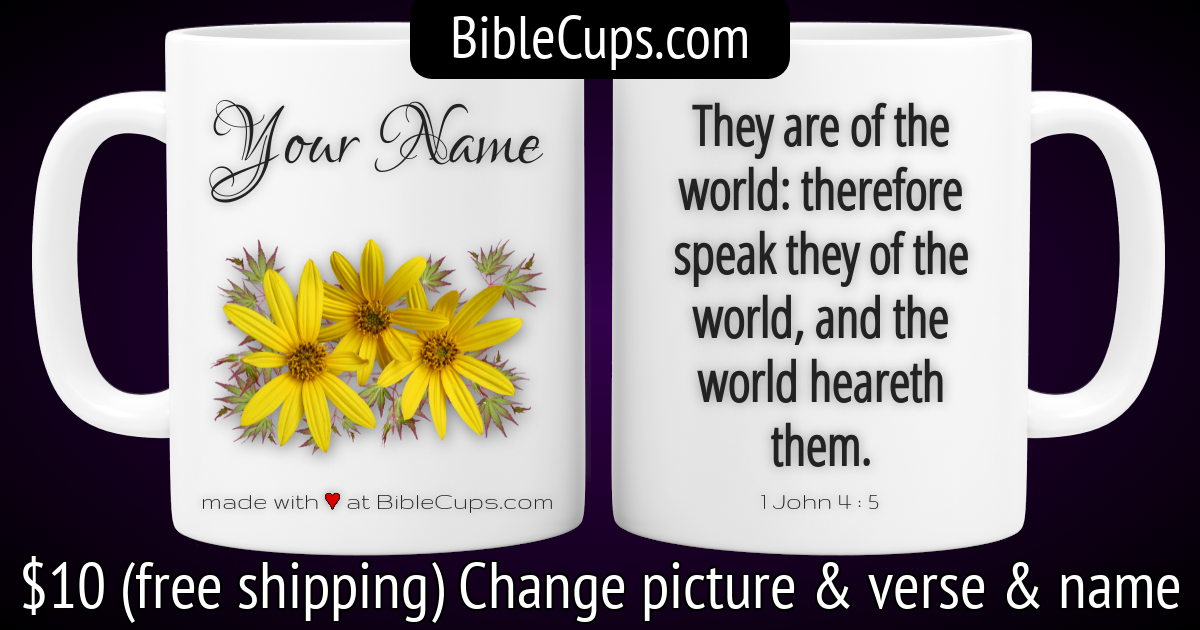 BibleCups.com
Your Name
made with ♥ at BibleCups.com
They are of the
world: therefore
speak they of the
world, and the
world heareth
them.
1 John 4 : 5
$10 (free shipping) Change picture & verse & name